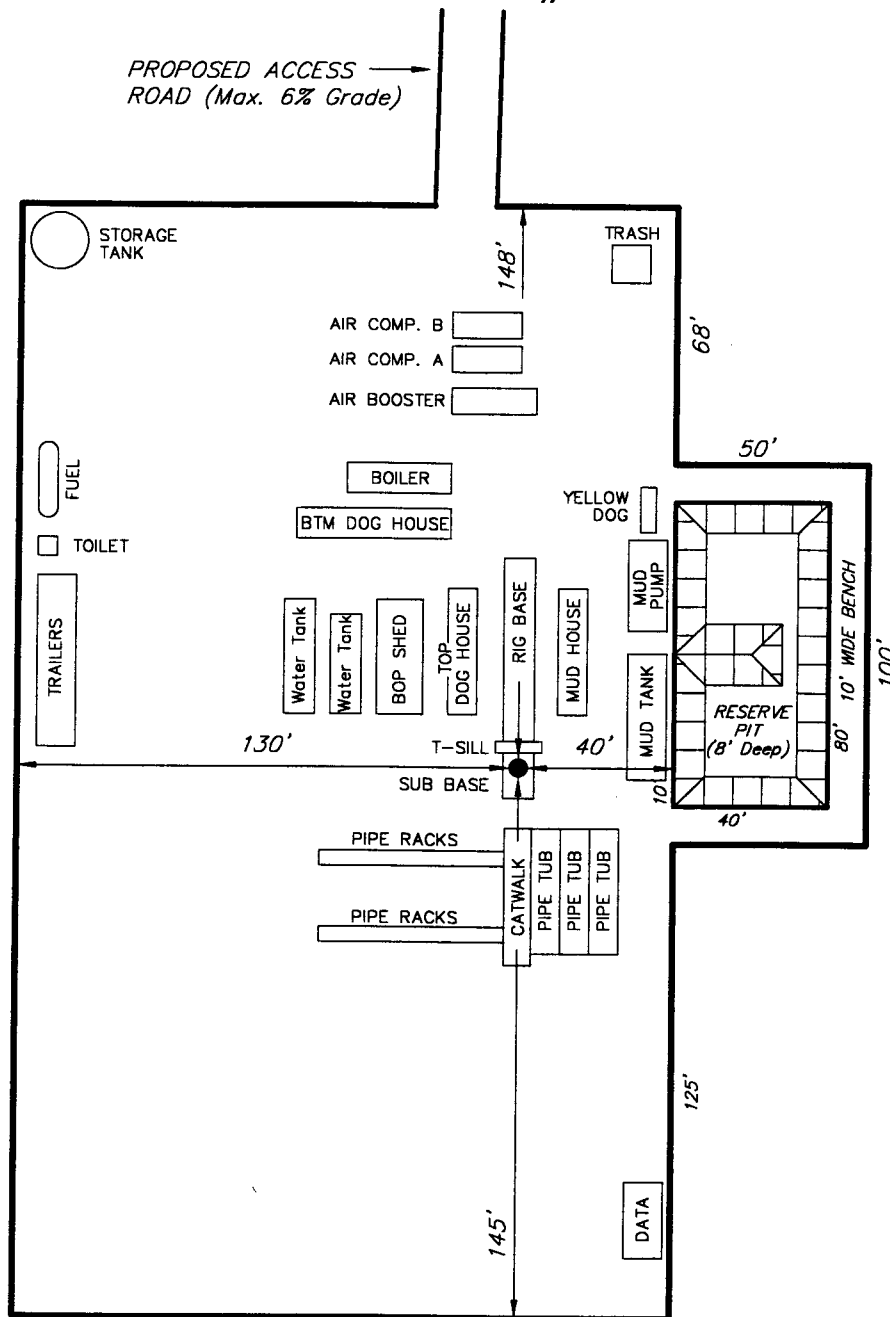 PROPOSED ACCESS
ROAD (Max. 6% Grade)
STORAGE
TANK
148'
TRASH
AIR COMP. B
AIR COMP. A
AIR BOOSTER
68'
50'
FUEL
BOILER
YELLOW
DOG
BTM DOG HOUSE
TOILET
TRAILERS
Water Tank
Water Tank
BOP SHED
TOP
DOG HOUSE
RIG BASE
MUD HOUSE
MUD
PUMP
MUD TANK
RESERVE
PIT
(8' Deep)
80'
10' WIDE BENCH
100'
130'
T-SILL
40'
SUB BASE
10'
40'
PIPE RACKS
PIPE RACKS
CATWALK
PIPE TUB
PIPE TUB
PIPE TUB
125'
145'
DATA